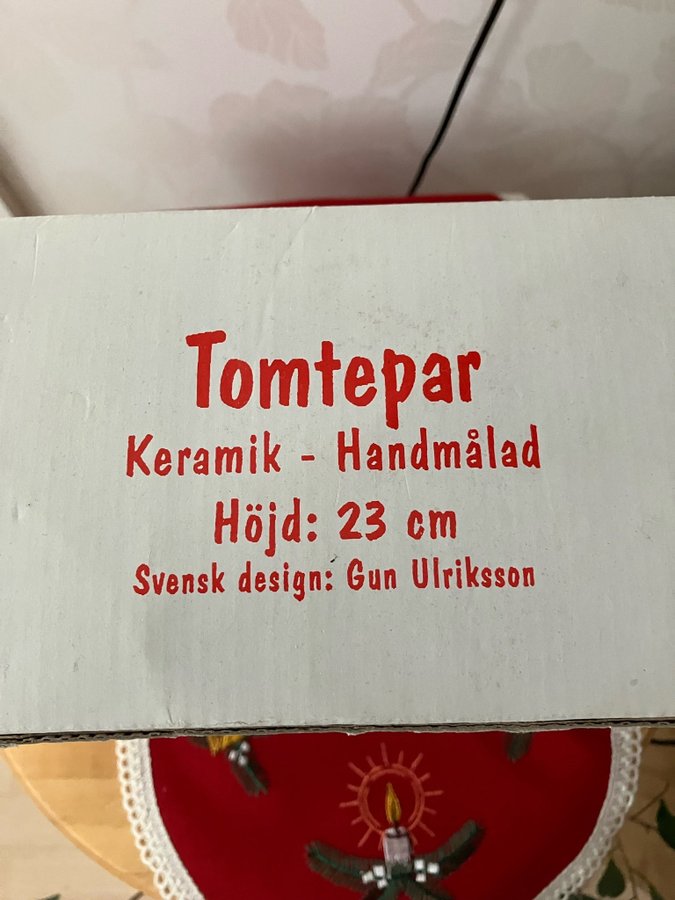 Tomtepar
Keramik - Handmålad
Höjd: 23 cm
Svensk design: Gun Ulriksson